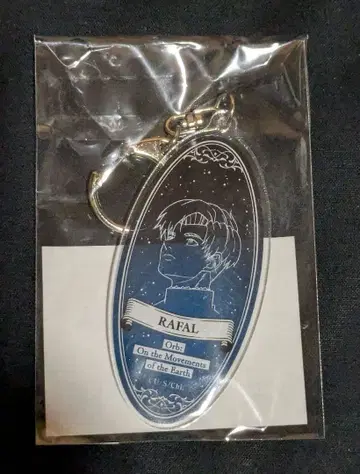 RAFAL
Orb:
On the Movements
of the Earth